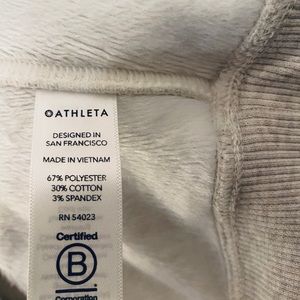 ATHLETA
DESIGNED IN
SAN FRANCISCO
MADE IN VIETNAM
67% POLYESTER
30% COTTON
3% SPANDEX
RN 54023
Certified
B
Corporation